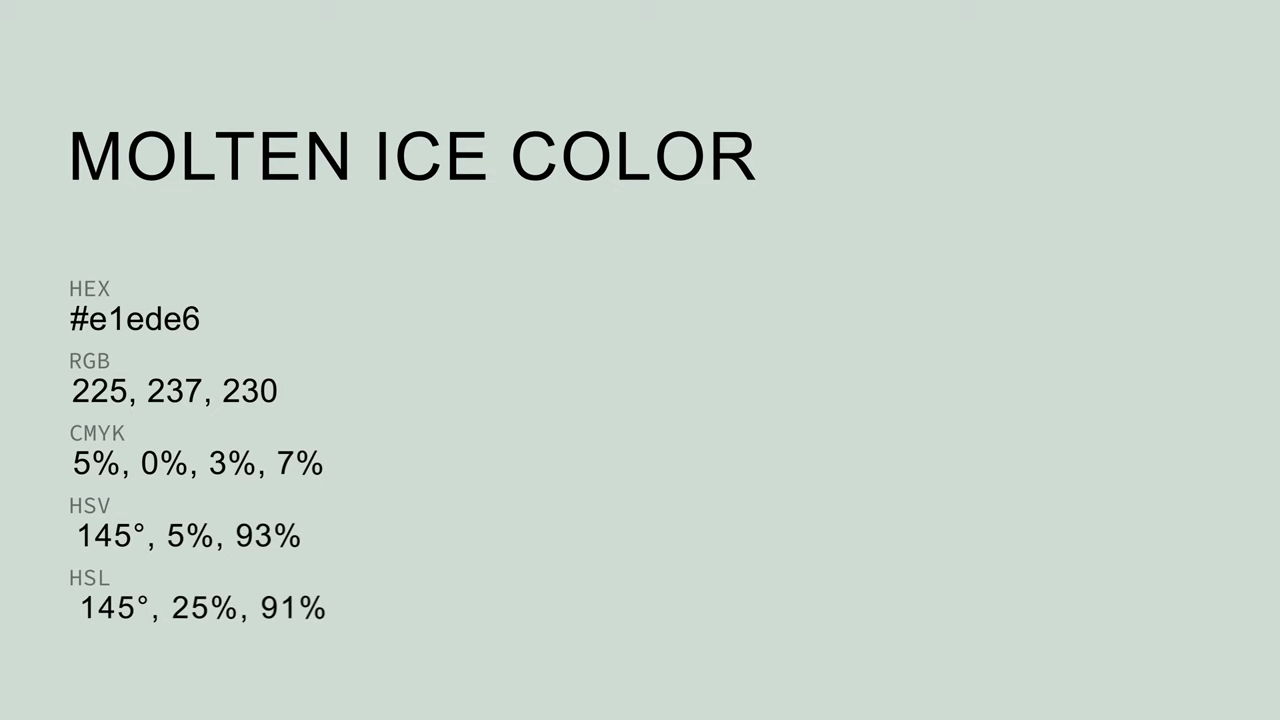 MOLTEN ICE COLOR
HEX
#e1ede6
RGB
225, 237, 230
CMYK
5%, 0%, 3%, 7%
HSV
145°, 5%, 93%
HSL
145°, 25%, 91%